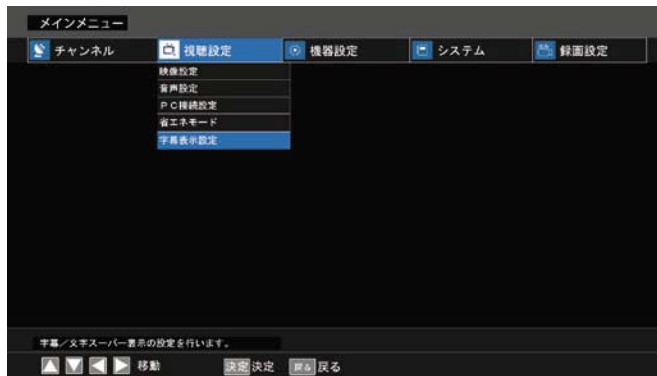 メインメニュー
チャンネル 視聴設定 機器設定 システム 録画設定
映像設定
音声設定
PC接続設定
省エネモード
字幕表示設定
字幕/文字スーパー表示の設定を行います。
移動 決定 決定 戻る 戻る